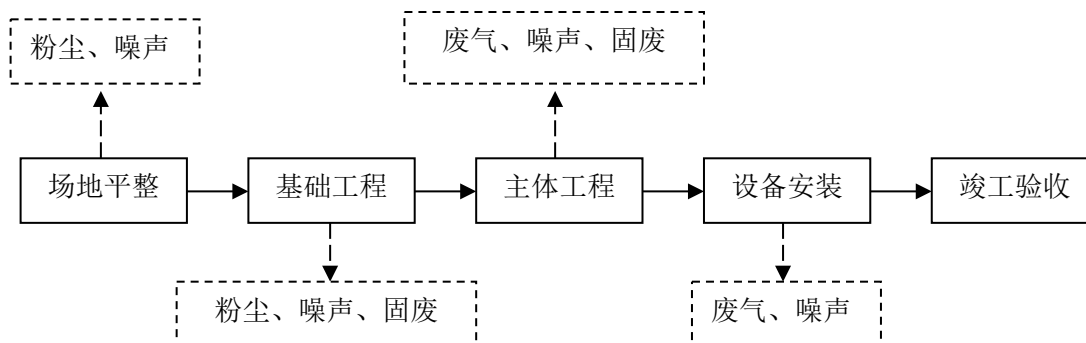 粉尘、噪声
废气、噪声、固废
场地平整
基础工程
主体工程
设备安装
竣工验收
粉尘、噪声、固废
废气、噪声